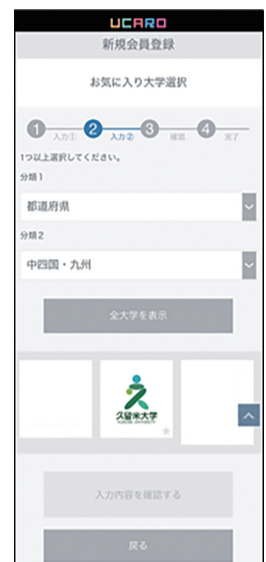 UCARO
新規会員登録
お気に入り大学選択
1 入力① 2 入力② 3 確認 4 完了
1つ以上選択してください。
分類1
都道府県
分類2
中四国・九州
全大学を表示
久留米大学
KURUME UNIVERSITY
入力内容を確認する
戻る